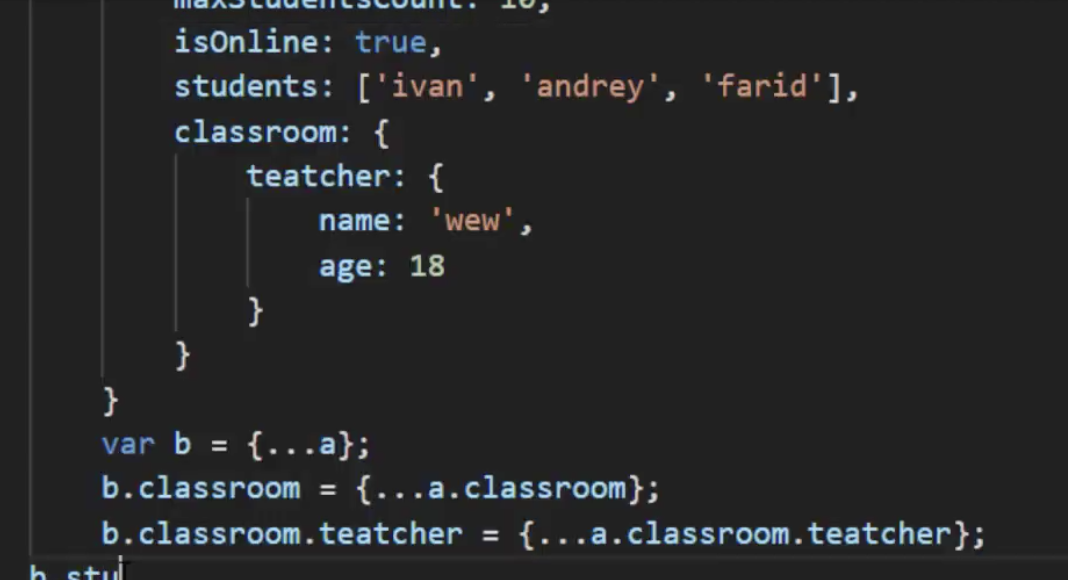 maxStudentsCount: 10,
isOnline: true,
students: ['ivan', 'andrey', 'farid'],
classroom: {
teatcher: {
name: 'wew',
age: 18
}
}
}
var b = {...a};
b.classroom = {...a.classroom};
b.classroom.teatcher = {...a.classroom.teatcher};
b.stu